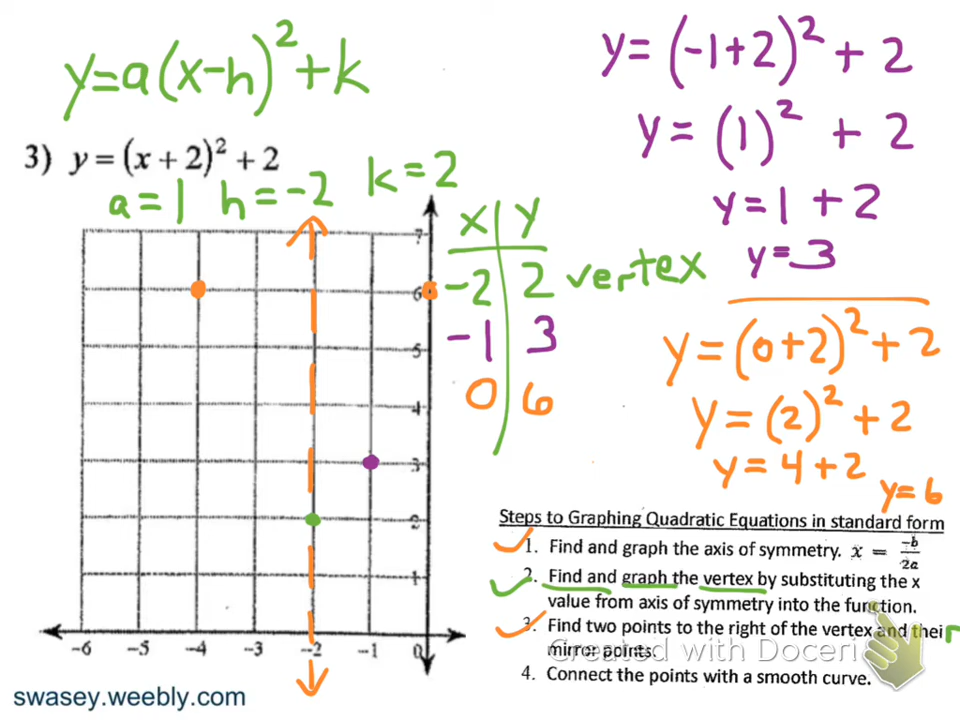 y=a(x-h)²+k
3) y = (x + 2)² + 2
a=1 h=-2 k=2
x y
-2 2 vertex
-1 3
0 6
y=(-1+2)²+2
y=(1)²+2
y=1+2
y=3
y=(0+2)²+2
y=(2)²+2
y=4+2
y=6
7
6
5
4
3
2
1
-6 -5 -4 -3 -2 -1 0
Steps to Graphing Quadratic Equations in standard form
1. Find and graph the axis of symmetry. x = -b/2a
2. Find and graph the vertex by substituting the x
value from axis of symmetry into the function.
3. Find two points to the right of the vertex and their
mirror points.
4. Connect the points with a smooth curve.
Created with Doceri
swasey.weebly.com